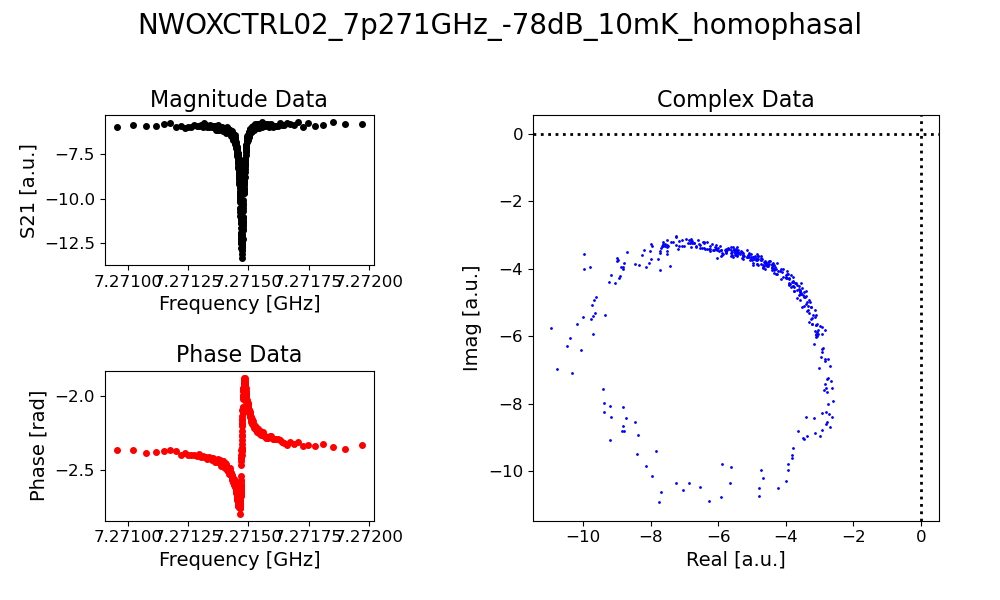 NWOXCTRL02_7p271GHz_-78dB_10mK_homophasal
Magnitude Data
S21 [a.u.]
−7.5
−10.0
−12.5
7.27100 7.27125 7.27150 7.27175 7.27200
Frequency [GHz]
Phase Data
Phase [rad]
−2.0
−2.5
7.27100 7.27125 7.27150 7.27175 7.27200
Frequency [GHz]
Complex Data
Imag [a.u.]
0
−2
−4
−6
−8
−10
−10 −8 −6 −4 −2 0
Real [a.u.]